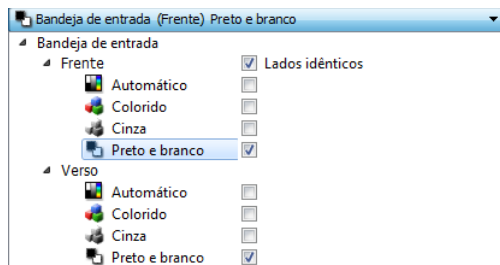 Bandeja de entrada (Frente) Preto e branco
Bandeja de entrada
Frente Lados idênticos
Automático
Colorido
Cinza
Preto e branco
Verso
Automático
Colorido
Cinza
Preto e branco